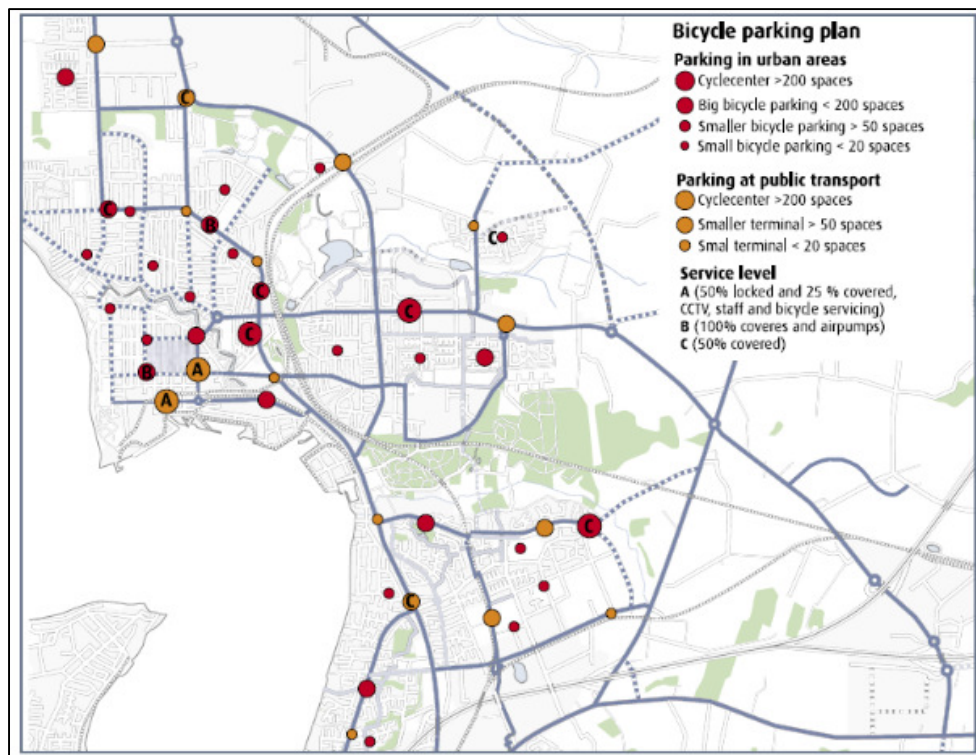 Bicycle parking plan
Parking in urban areas
Cyclecenter >200 spaces
Big bicycle parking < 200 spaces
Smaller bicycle parking > 50 spaces
Small bicycle parking < 20 spaces
Parking at public transport
Cyclecenter >200 spaces
Smaller terminal > 50 spaces
Smal terminal < 20 spaces
Service level
A (50% locked and 25 % covered,
CCTV, staff and bicycle servicing)
B (100% coveres and airpumps)
C (50% covered)
C
C
B
C
C
C
C
B
A
A
C
C